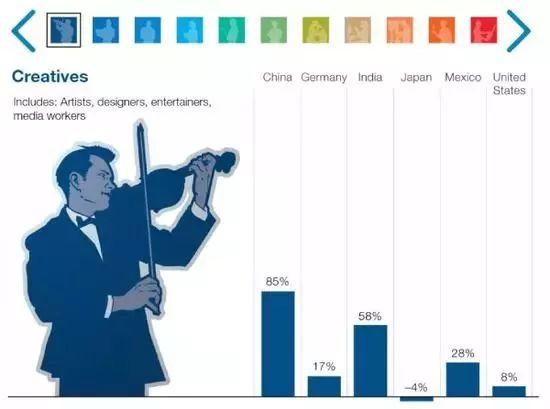 Creatives
Includes: Artists, designers, entertainers,
media workers
China Germany India Japan Mexico United
States
85%
17%
58%
–4%
28%
8%